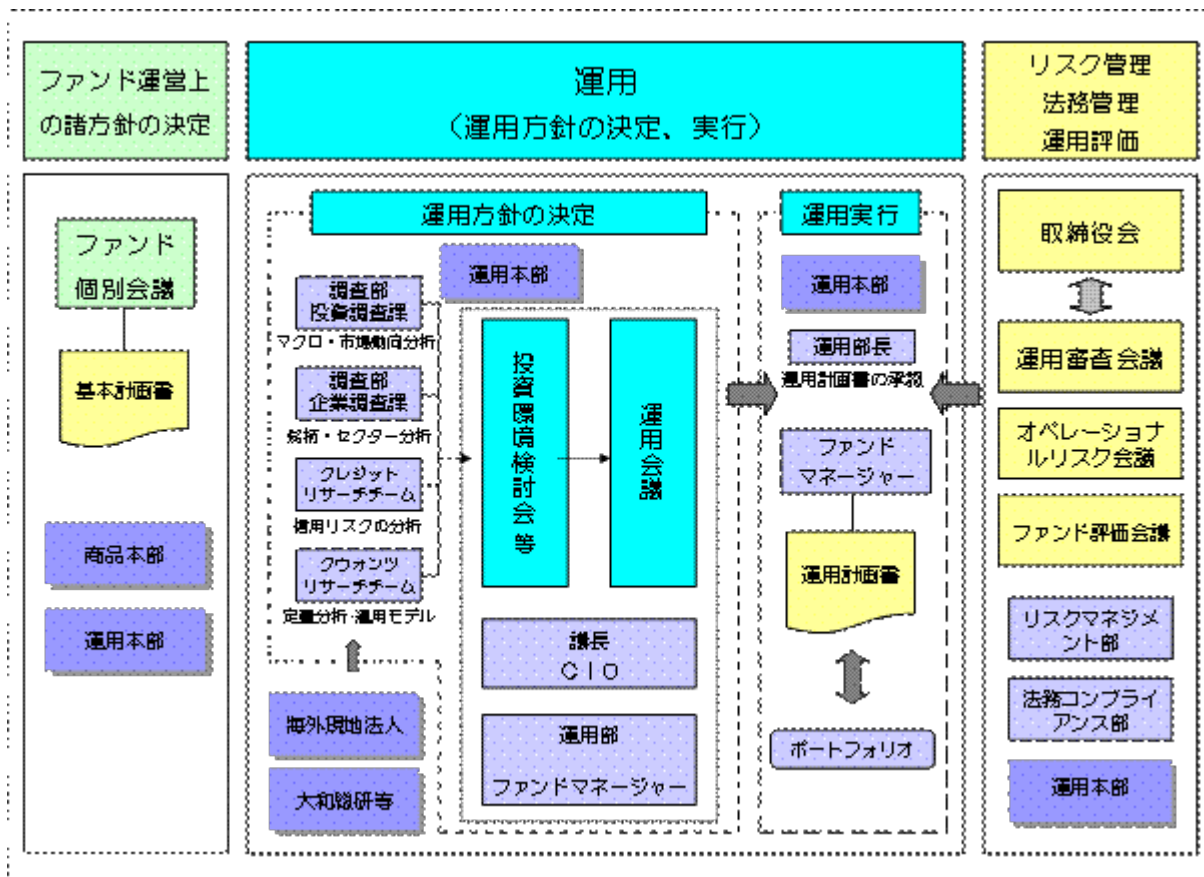 ファンド運営上
の諸方針の決定
運用
（運用方針の決定、実行）
リスク管理
法務管理
運用評価
ファンド
個別会議
基本計画書
商品本部
運用本部
運用方針の決定
運用本部
調査部
投資調査課
マクロ・市場動向分析
調査部
企業調査課
銘柄・セクター分析
クレジット
リサーチチーム
信用リスクの分析
クウォンツ
リサーチチーム
定量分析・運用モデル
海外現地法人
大和総研等
投資環境検討会等
運用会議
議長
CIO
運用部
ファンドマネージャー
運用実行
運用本部
運用部長
運用計画書の承認
ファンド
マネージャー
運用計画書
ポートフォリオ
取締役会
運用審査会議
オペレーショナ
ルリスク会議
ファンド評価会議
リスクマネジメ
ント部
法務コンプライ
アンス部
運用本部